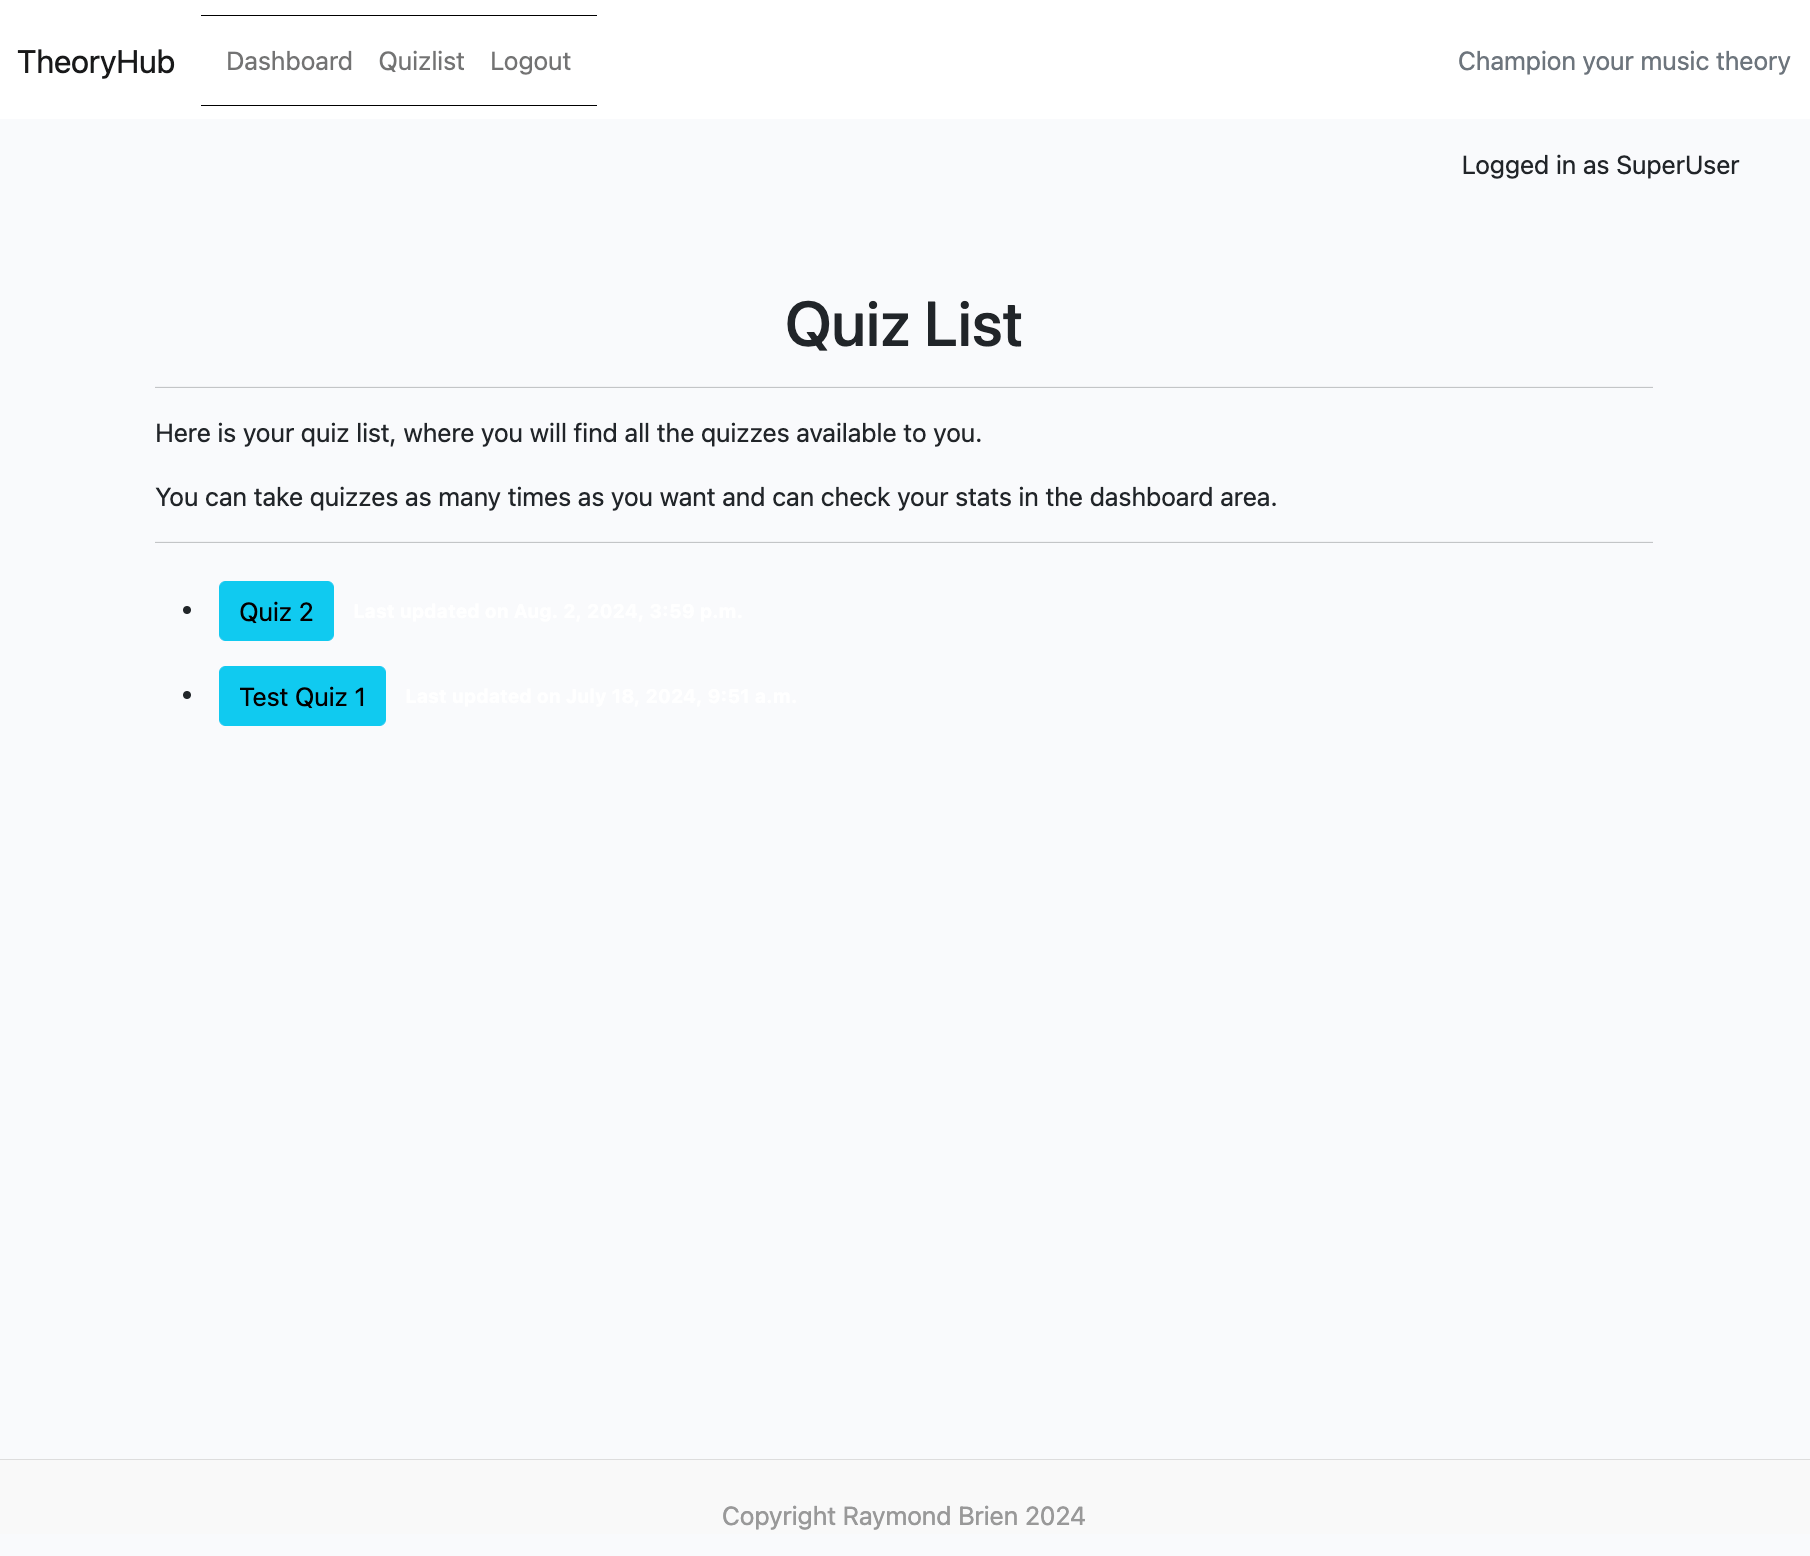 TheoryHub
Dashboard Quizlist Logout
Champion your music theory
Logged in as SuperUser
Quiz List
Here is your quiz list, where you will find all the quizzes available to you.
You can take quizzes as many times as you want and can check your stats in the dashboard area.
Quiz 2 Last updated on Aug. 2, 2024, 3:59 p.m.
Test Quiz 1 Last updated on July 18, 2024, 9:51 a.m.
Copyright Raymond Brien 2024